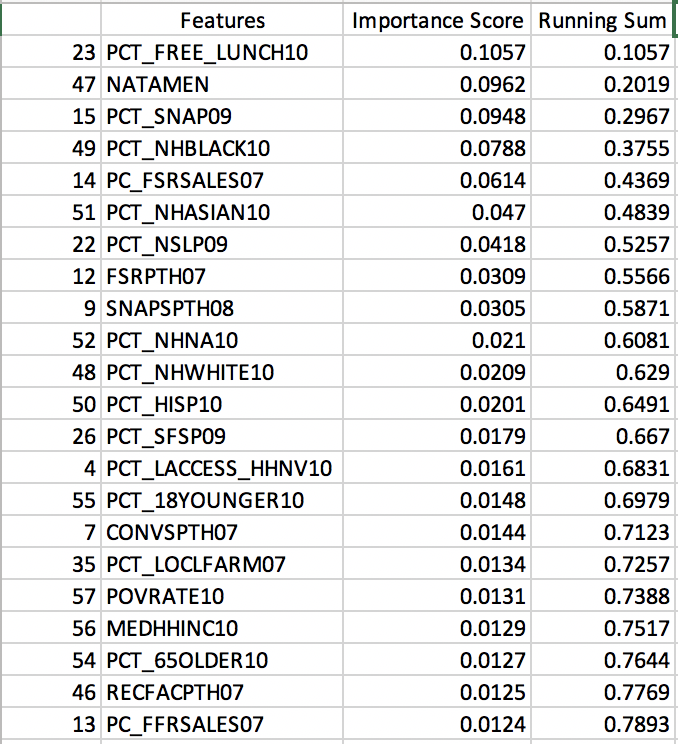 Features Importance Score Running Sum
23 PCT_FREE_LUNCH10 0.1057 0.1057
47 NATAMEN 0.0962 0.2019
15 PCT_SNAP09 0.0948 0.2967
49 PCT_NHBLACK10 0.0788 0.3755
14 PC_FSRSALES07 0.0614 0.4369
51 PCT_NHASIAN10 0.047 0.4839
22 PCT_NSLP09 0.0418 0.5257
12 FSRPTH07 0.0309 0.5566
9 SNAPSPTH08 0.0305 0.5871
52 PCT_NHNA10 0.021 0.6081
48 PCT_NHWHITE10 0.0209 0.629
50 PCT_HISP10 0.0201 0.6491
26 PCT_SFSP09 0.0179 0.667
4 PCT_LACCESS_HHNV10 0.0161 0.6831
55 PCT_18YOUNGER10 0.0148 0.6979
7 CONVSPTH07 0.0144 0.7123
35 PCT_LOCLFARM07 0.0134 0.7257
57 POVRATE10 0.0131 0.7388
56 MEDHHINC10 0.0129 0.7517
54 PCT_65OLDER10 0.0127 0.7644
46 RECFACPTH07 0.0125 0.7769
13 PC_FFRSALES07 0.0124 0.7893